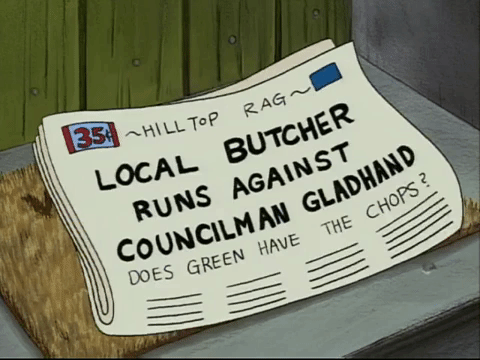 35¢ ~HILLTOP RAG~
LOCAL BUTCHER
RUNS AGAINST
COUNCILMAN GLADHAND
DOES GREEN HAVE THE CHOPS?